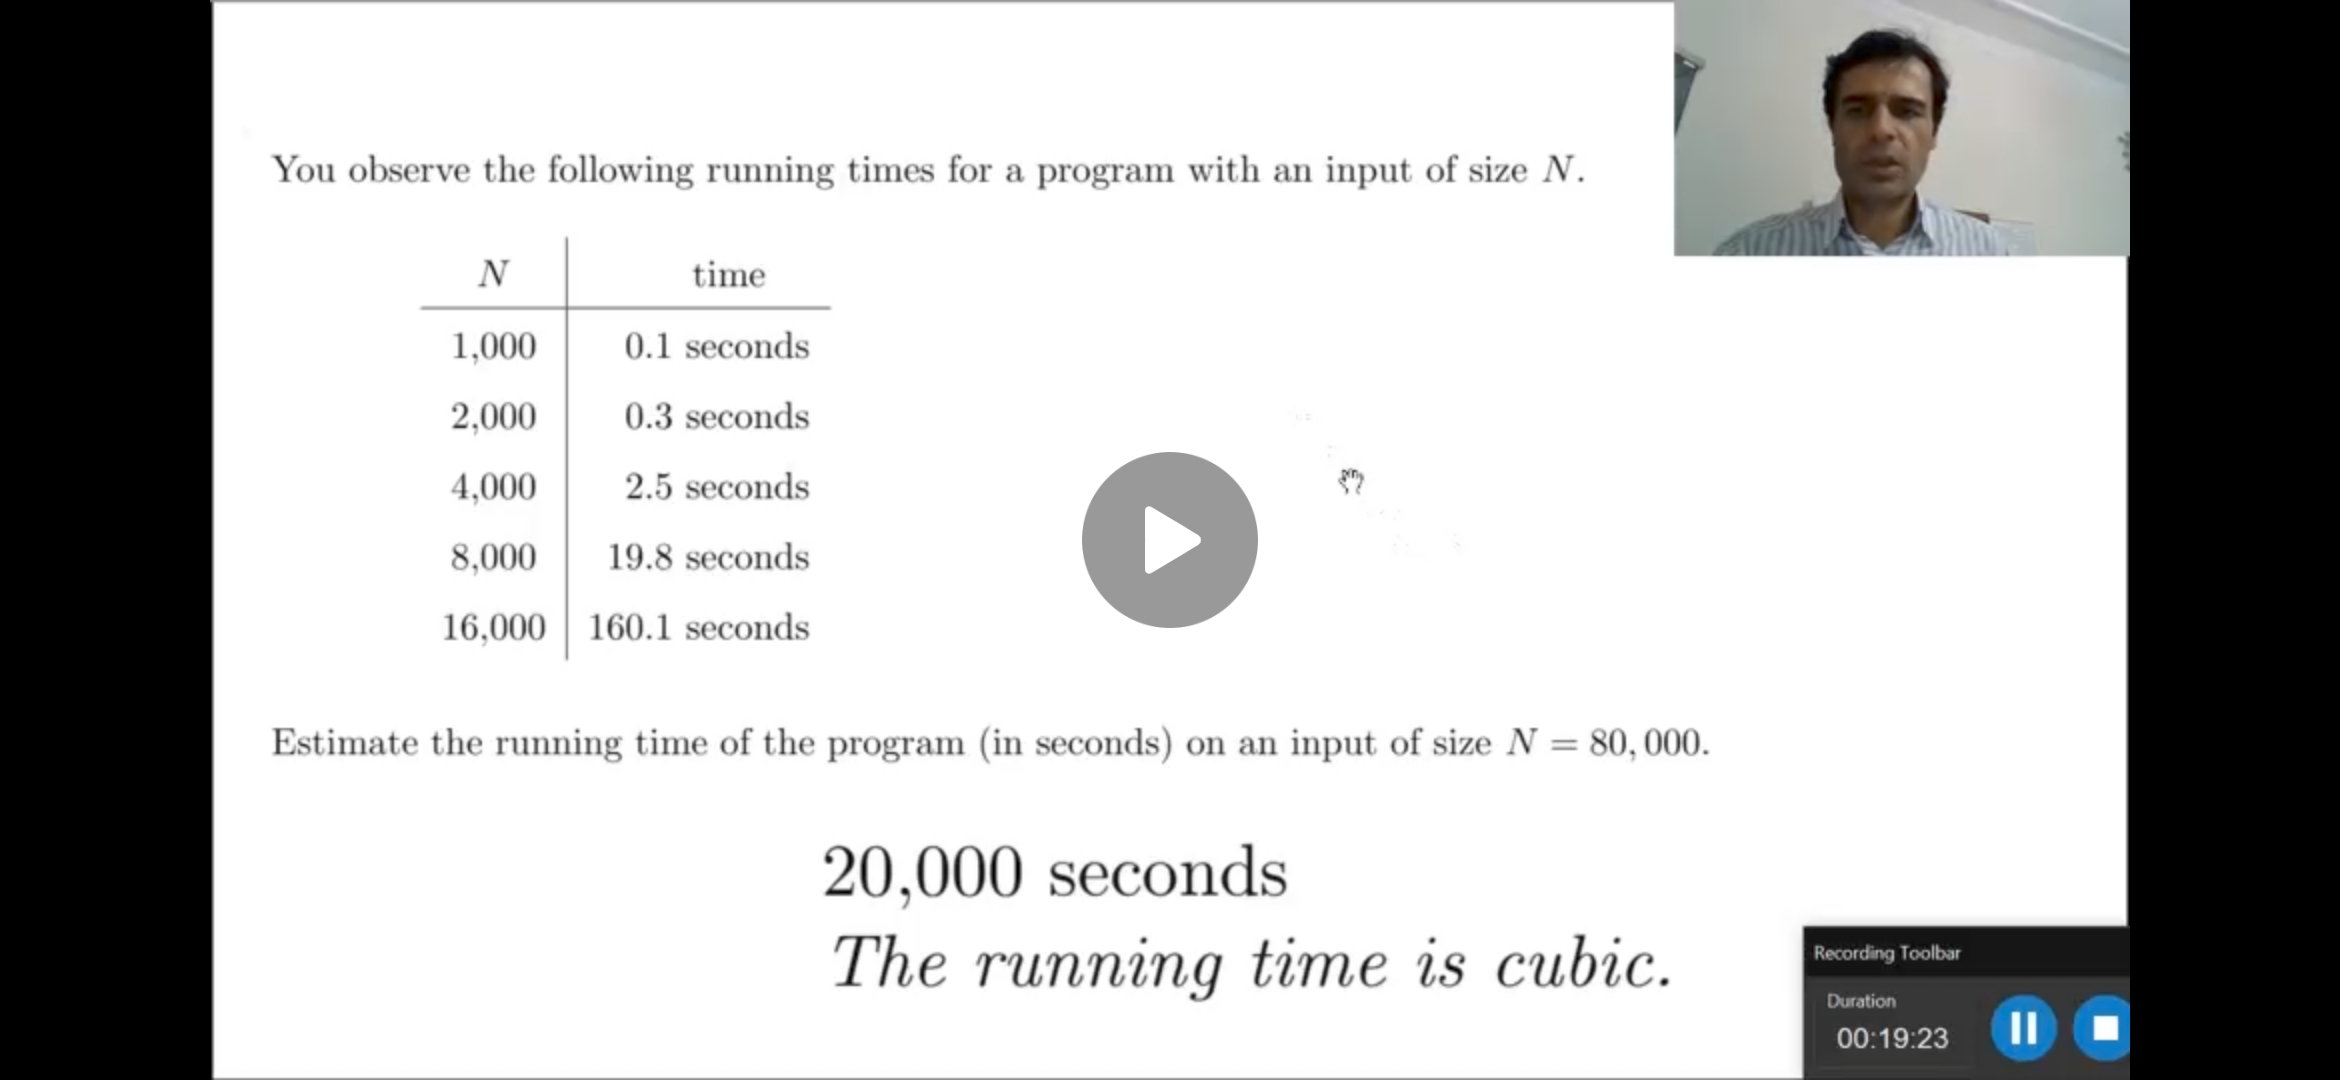 You observe the following running times for a program with an input of size N.
N time
1,000 0.1 seconds
2,000 0.3 seconds
4,000 2.5 seconds
8,000 19.8 seconds
16,000 160.1 seconds
Estimate the running time of the program (in seconds) on an input of size N = 80,000.
20,000 seconds
The running time is cubic.
Recording Toolbar
Duration
00:19:23